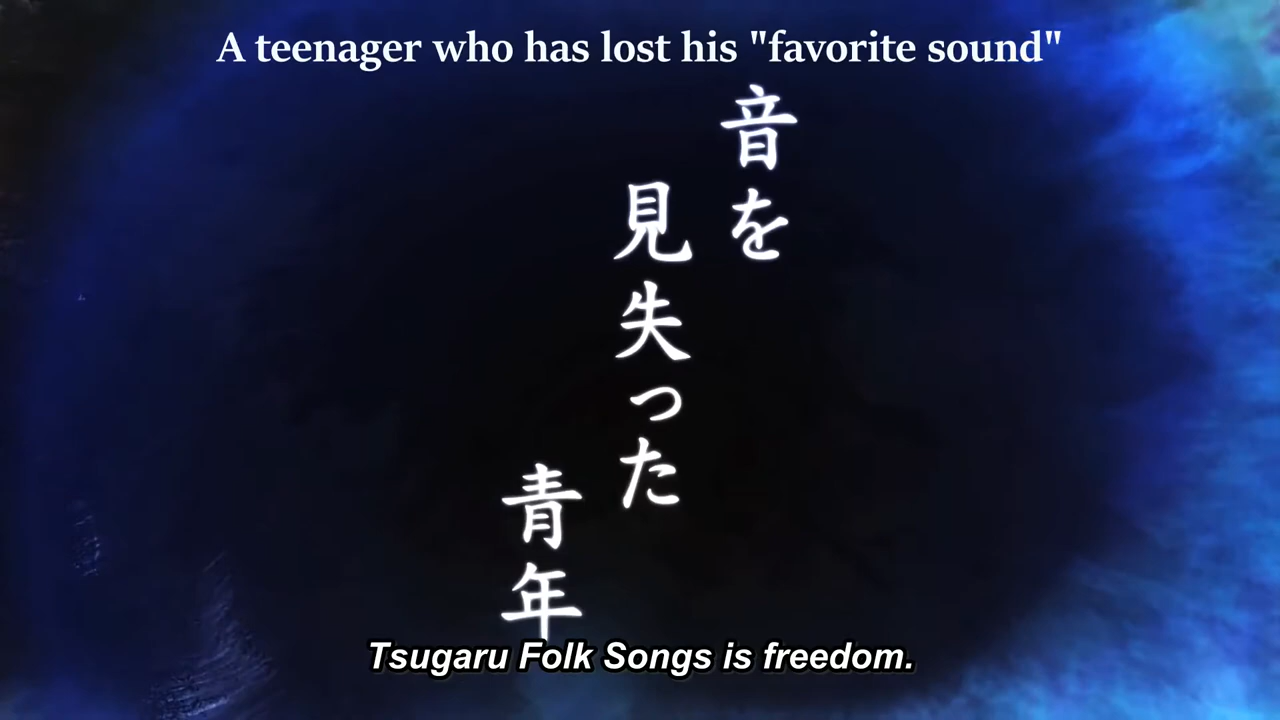 A teenager who has lost his "favorite sound"
音を
見失った
青年
Tsugaru Folk Songs is freedom.